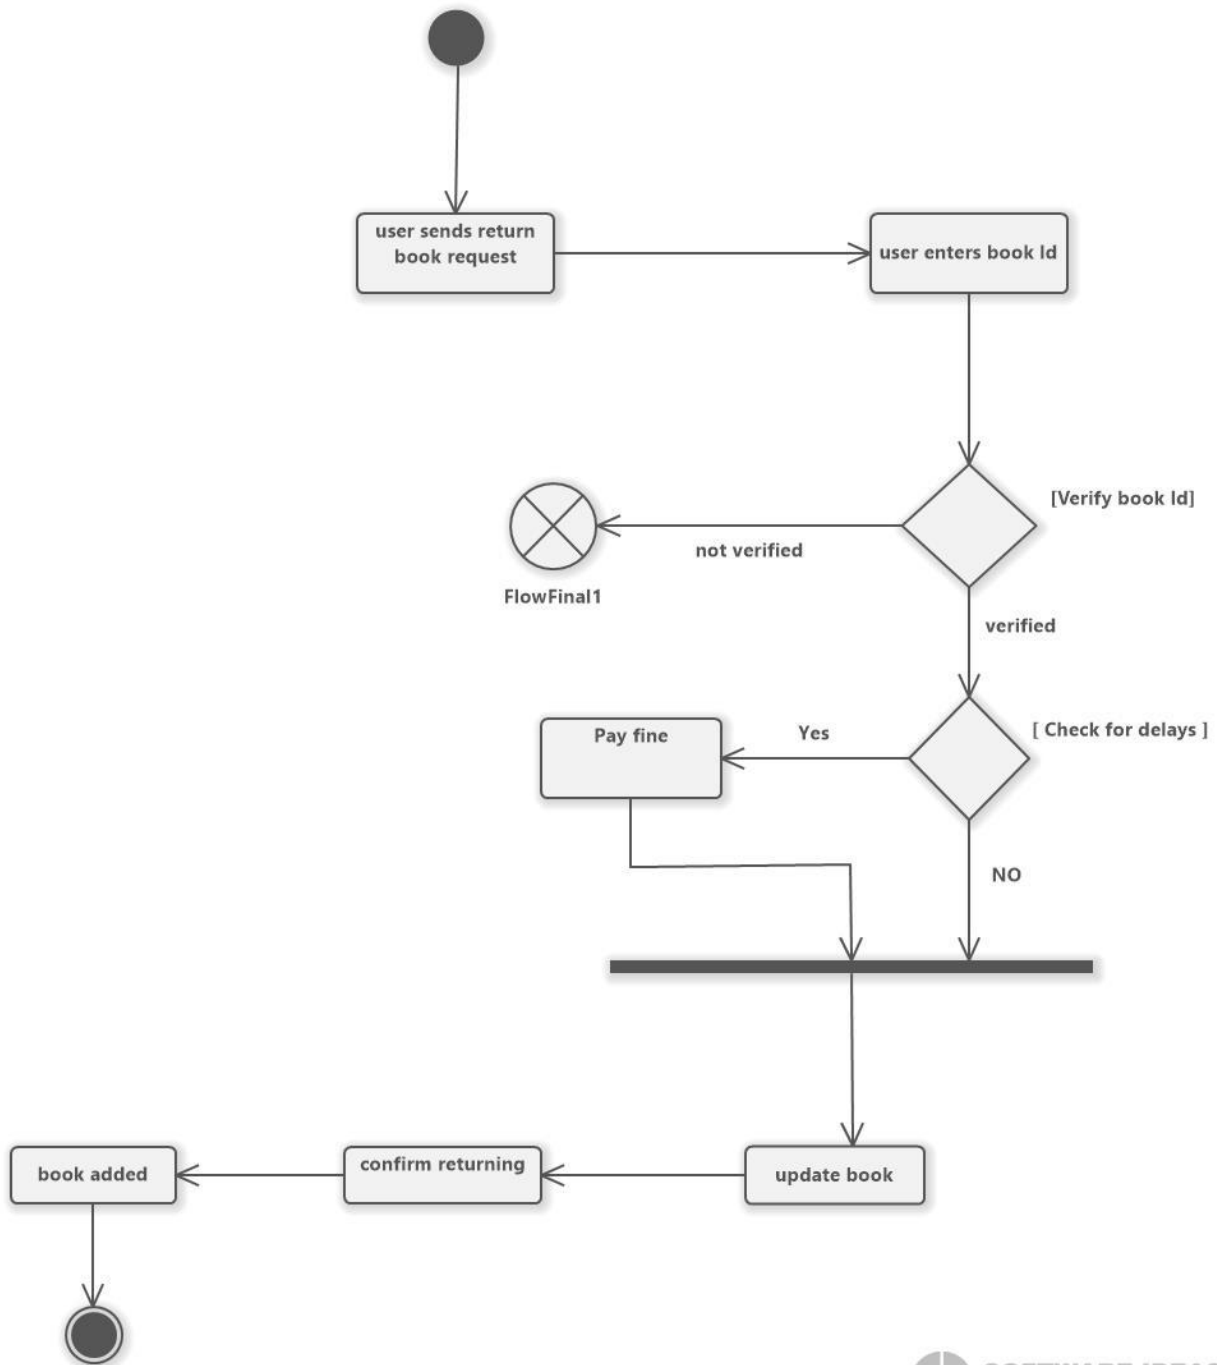 user sends return
book request
user enters book Id
[Verify book Id]
not verified
FlowFinal1
verified
[ Check for delays ]
Yes
Pay fine
NO
book added
confirm returning
update book